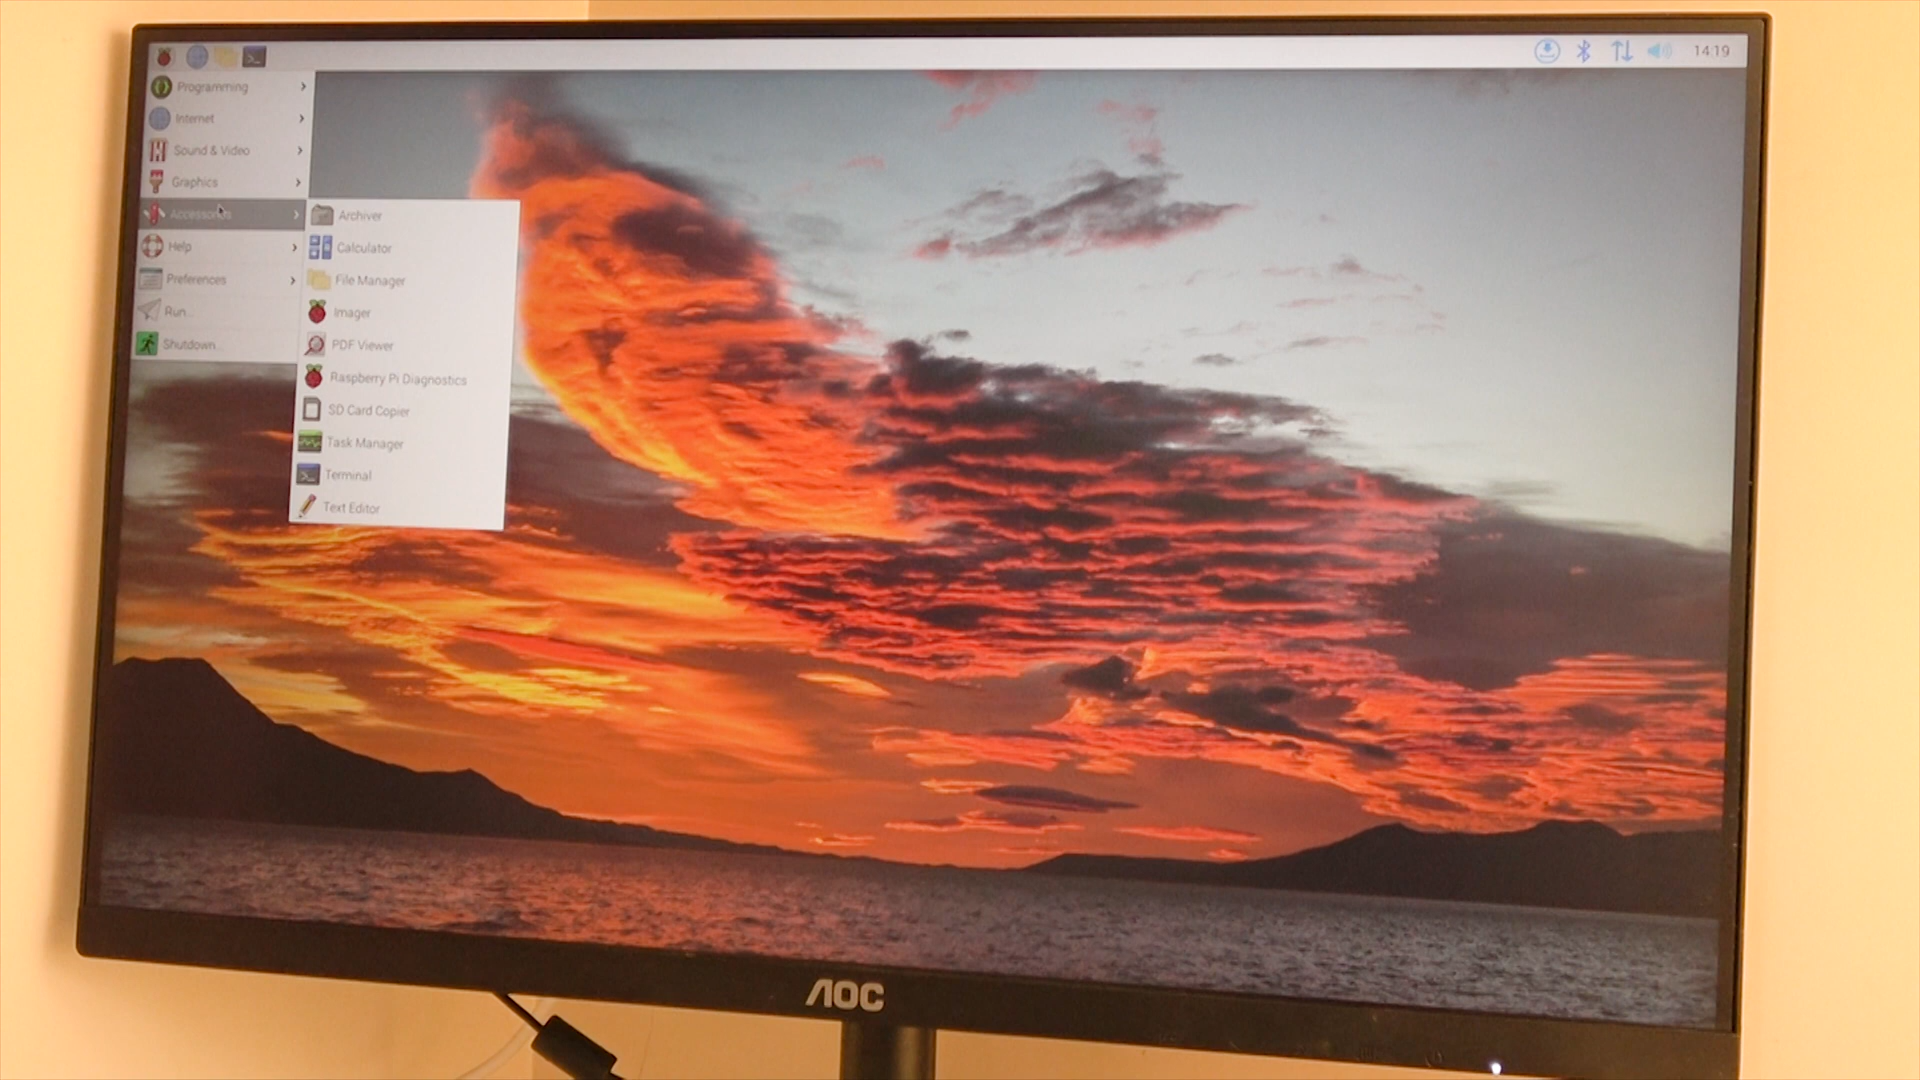 14:19
Programming
Internet
Sound & Video
Graphics
Accessories
Help
Preferences
Run...
Shutdown...
Archiver
Calculator
File Manager
Imager
PDF Viewer
Raspberry Pi Diagnostics
SD Card Copier
Task Manager
Terminal
Text Editor
AOC